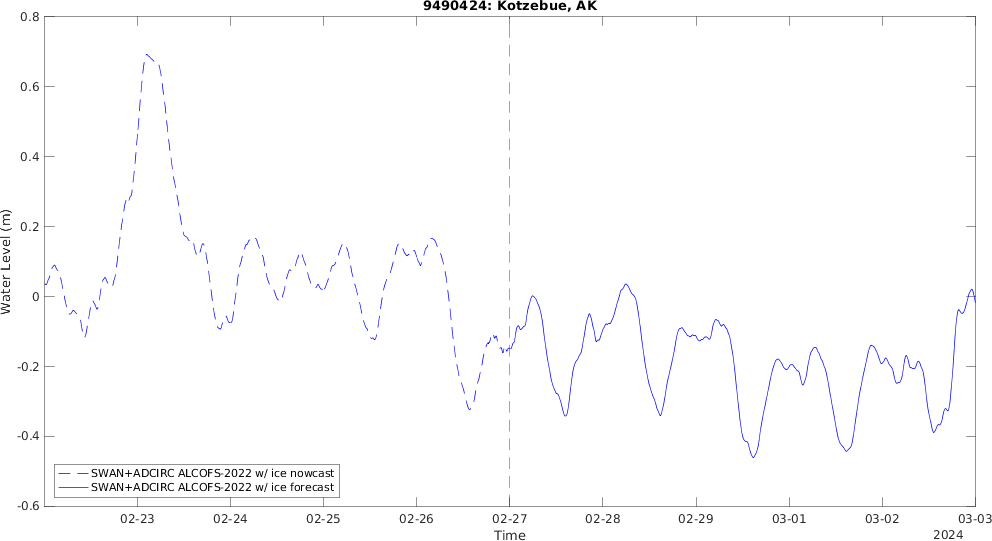 9490424: Kotzebue, AK
0.8
0.6
0.4
0.2
0
-0.2
-0.4
-0.6
Water Level (m)
SWAN+ADCIRC ALCOFS-2022 w/ ice nowcast
SWAN+ADCIRC ALCOFS-2022 w/ ice forecast
02-23 02-24 02-25 02-26 02-27 02-28 02-29 03-01 03-02 03-03
Time
2024